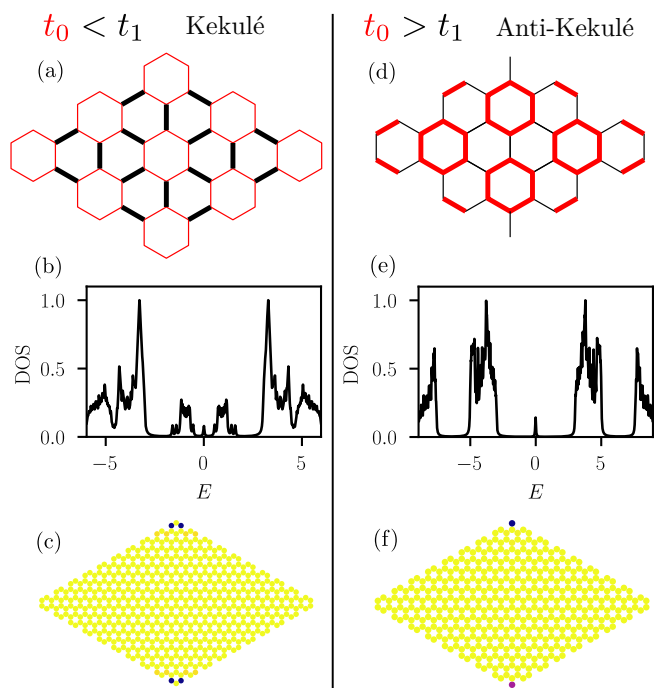 t₀ < t₁ Kekulé
(a)
(b)
DOS
1.0
0.5
0.0
−5 0 5
E
(c)
t₀ > t₁ Anti-Kekulé
(d)
(e)
DOS
1.0
0.5
0.0
−5 0 5
E
(f)